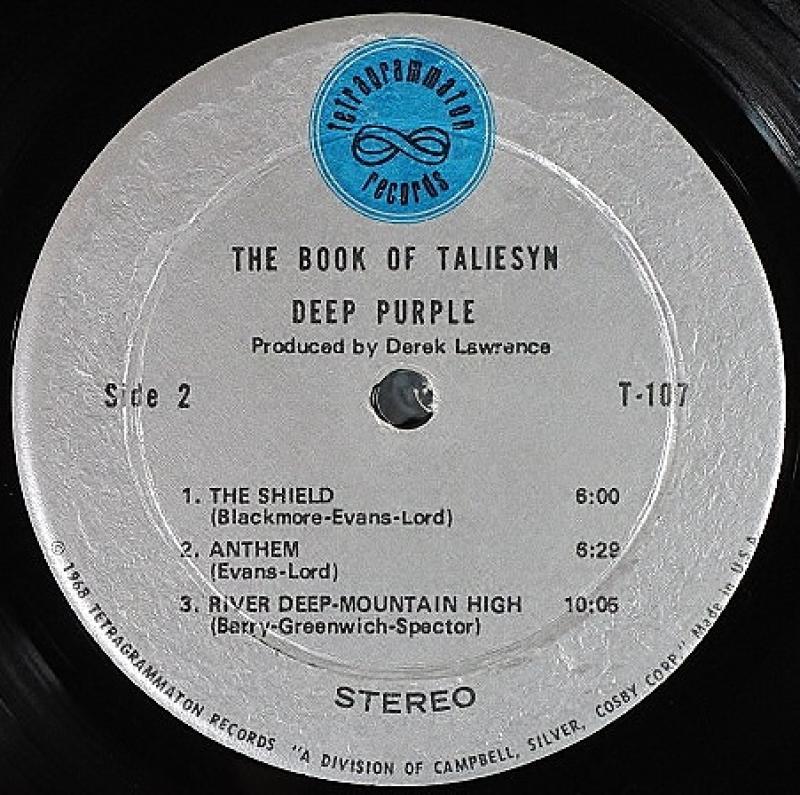 tetragrammaton
records
THE BOOK OF TALIESYN
DEEP PURPLE
Produced by Derek Lawrence
Side 2
T-107
1. THE SHIELD 6:00
(Blackmore-Evans-Lord)
2. ANTHEM 6:29
(Evans-Lord)
3. RIVER DEEP-MOUNTAIN HIGH 10:05
(Barry-Greenwich-Spector)
STEREO
© 1968 TETRAGRAMMATON RECORDS "A DIVISION OF CAMPBELL, SILVER, COSBY CORP." Made in U.S.A.